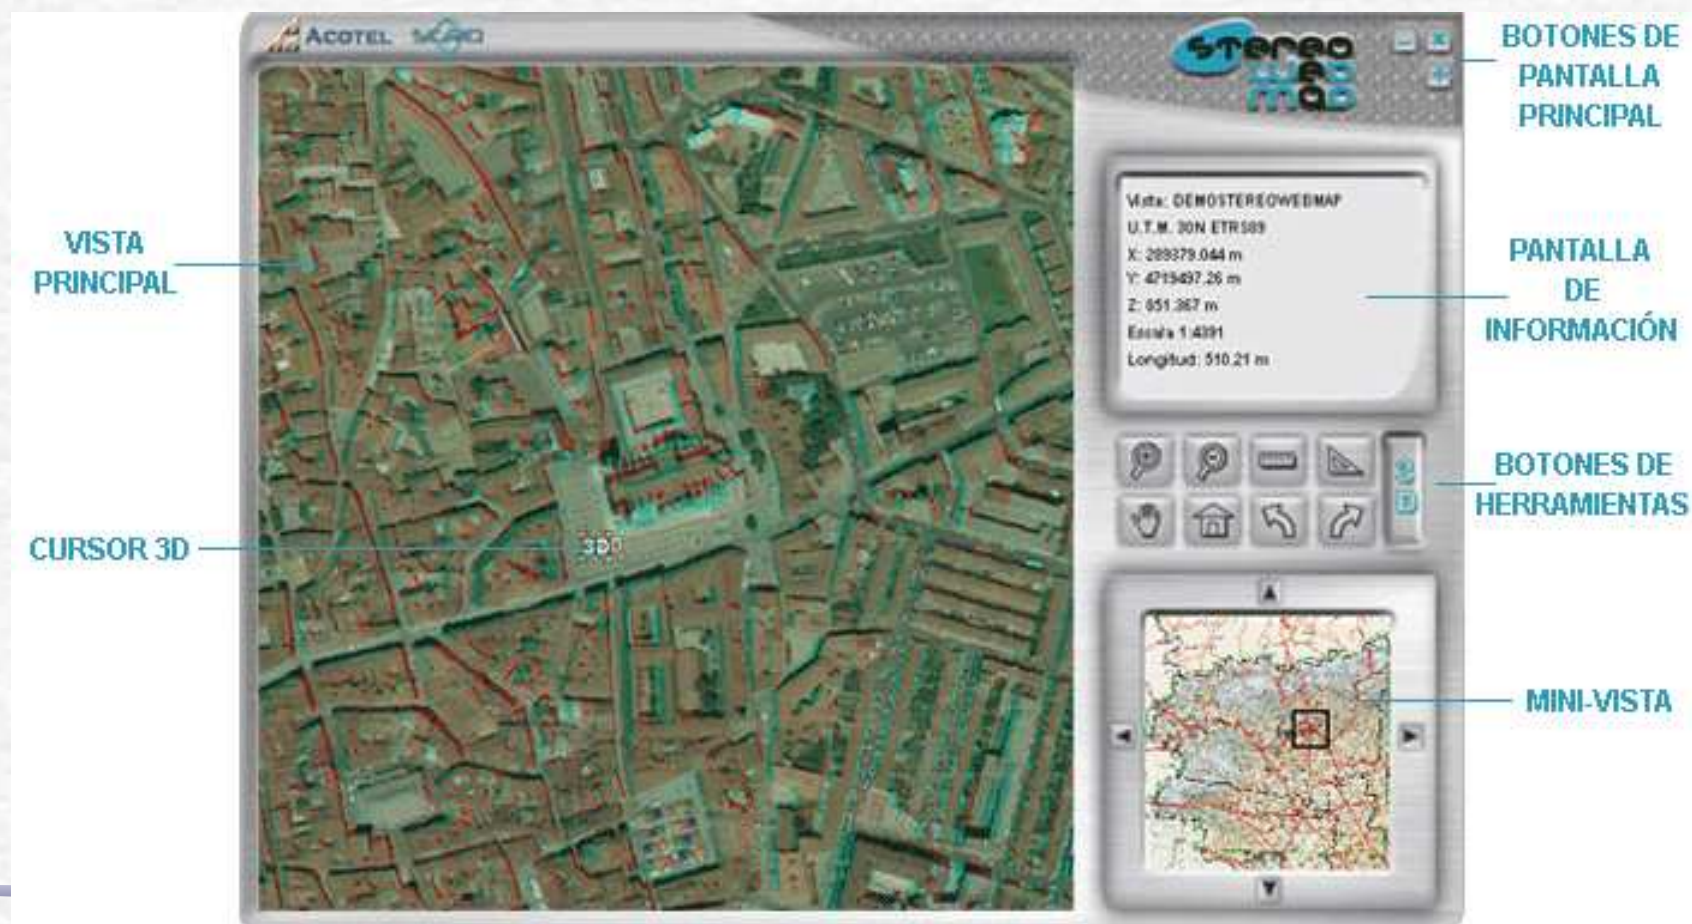 ACOTEL
stereo
web
map
BOTONES DE
PANTALLA
PRINCIPAL
Vista: DEMOSTEREOWEBMAP
U.T.M. 30N ETRS89
X: 289379.044 m
Y: 4719497.26 m
Z: 851.367 m
Escala 1:4391
Longitud: 510.21 m
VISTA
PRINCIPAL
PANTALLA
DE
INFORMACIÓN
BOTONES DE
HERRAMIENTAS
CURSOR 3D
3D
MINI-VISTA